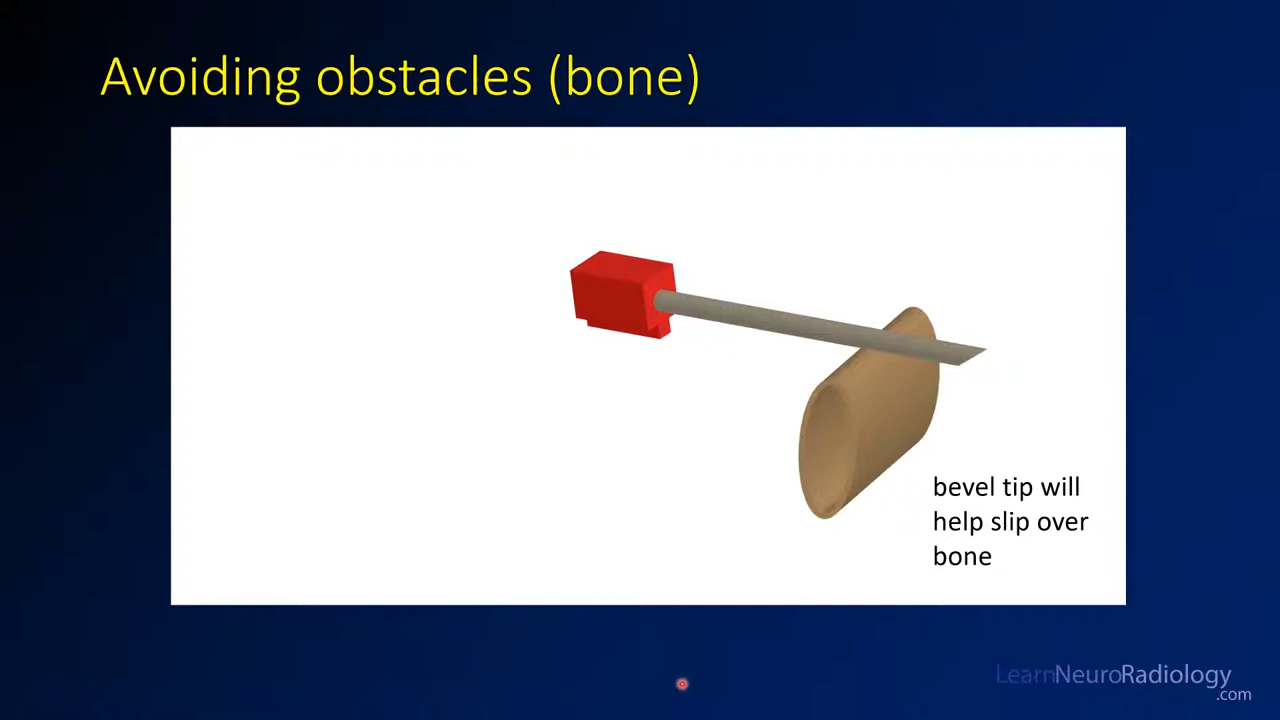 Avoiding obstacles (bone)
bevel tip will
help slip over
bone
LearnNeuroRadiology
.com